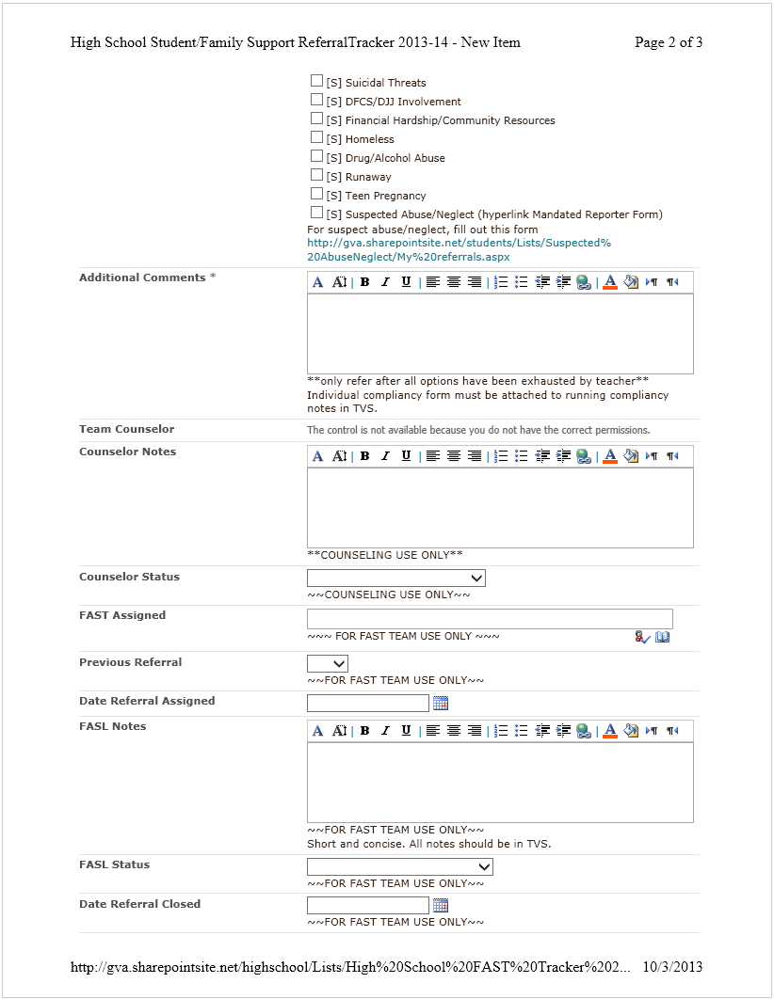 High School Student/Family Support ReferralTracker 2013-14 - New Item Page 2 of 3
[S] Suicidal Threats
[S] DFCS/DJJ Involvement
[S] Financial Hardship/Community Resources
[S] Homeless
[S] Drug/Alcohol Abuse
[S] Runaway
[S] Teen Pregnancy
[S] Suspected Abuse/Neglect (hyperlink Mandated Reporter Form)
For suspect abuse/neglect, fill out this form
http://gva.sharepointsite.net/students/Lists/Suspected%
20AbuseNeglect/My%20referrals.aspx
Additional Comments *
A A B I U A
**only refer after all options have been exhausted by teacher**
Individual compliancy form must be attached to running compliancy
notes in TVS.
Team Counselor The control is not available because you do not have the correct permissions.
Counselor Notes
A A B I U A
**COUNSELING USE ONLY**
Counselor Status
~~COUNSELING USE ONLY~~
FAST Assigned
~~~ FOR FAST TEAM USE ONLY ~~~
Previous Referral
~~FOR FAST TEAM USE ONLY~~
Date Referral Assigned
FASL Notes
A A B I U A
~~FOR FAST TEAM USE ONLY~~
Short and concise. All notes should be in TVS.
FASL Status
~~FOR FAST TEAM USE ONLY~~
Date Referral Closed
~~FOR FAST TEAM USE ONLY~~
http://gva.sharepointsite.net/highschool/Lists/High%20School%20FAST%20Tracker%202... 10/3/2013